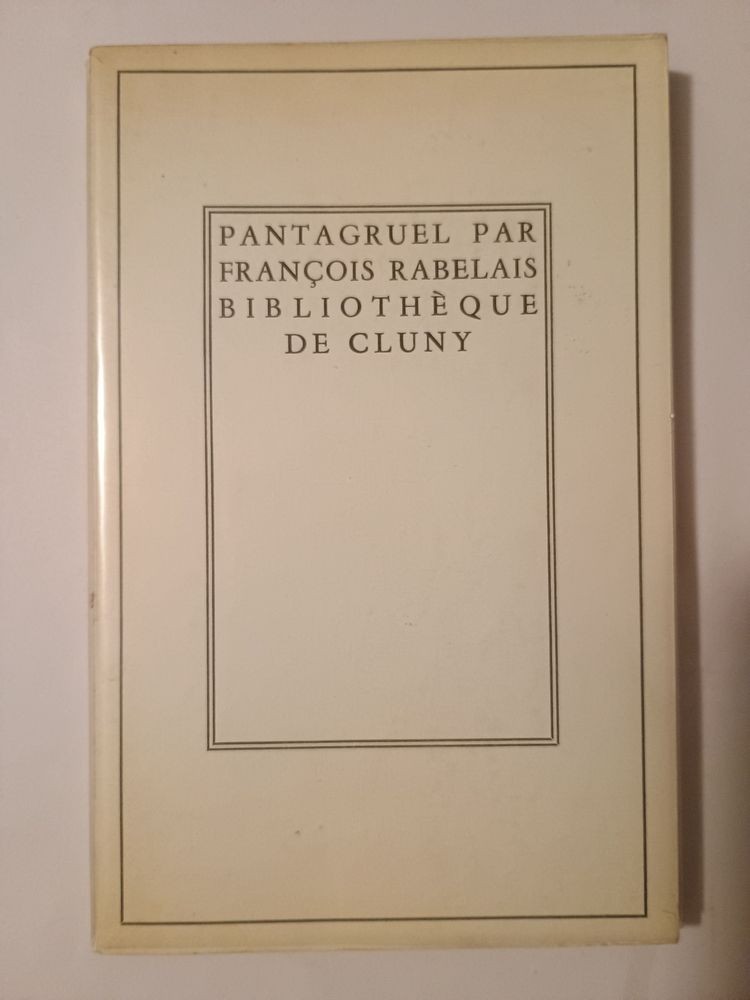 PANTAGRUEL PAR
FRANÇOIS RABELAIS
BIBLIOTHÈQUE
DE CLUNY